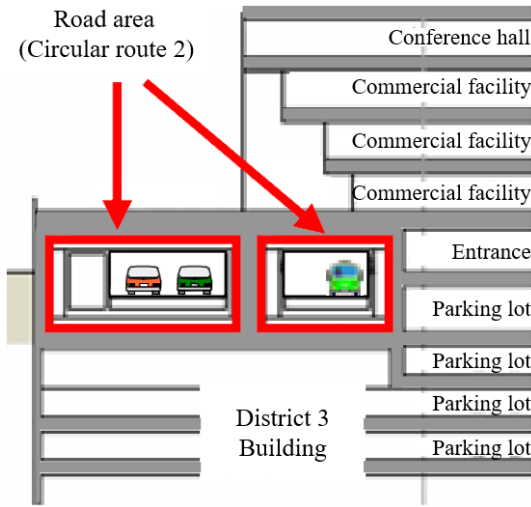 Road area
(Circular route 2)
Conference hall
Commercial facility
Commercial facility
Commercial facility
Entrance
Parking lot
Parking lot
Parking lot
Parking lot
District 3
Building